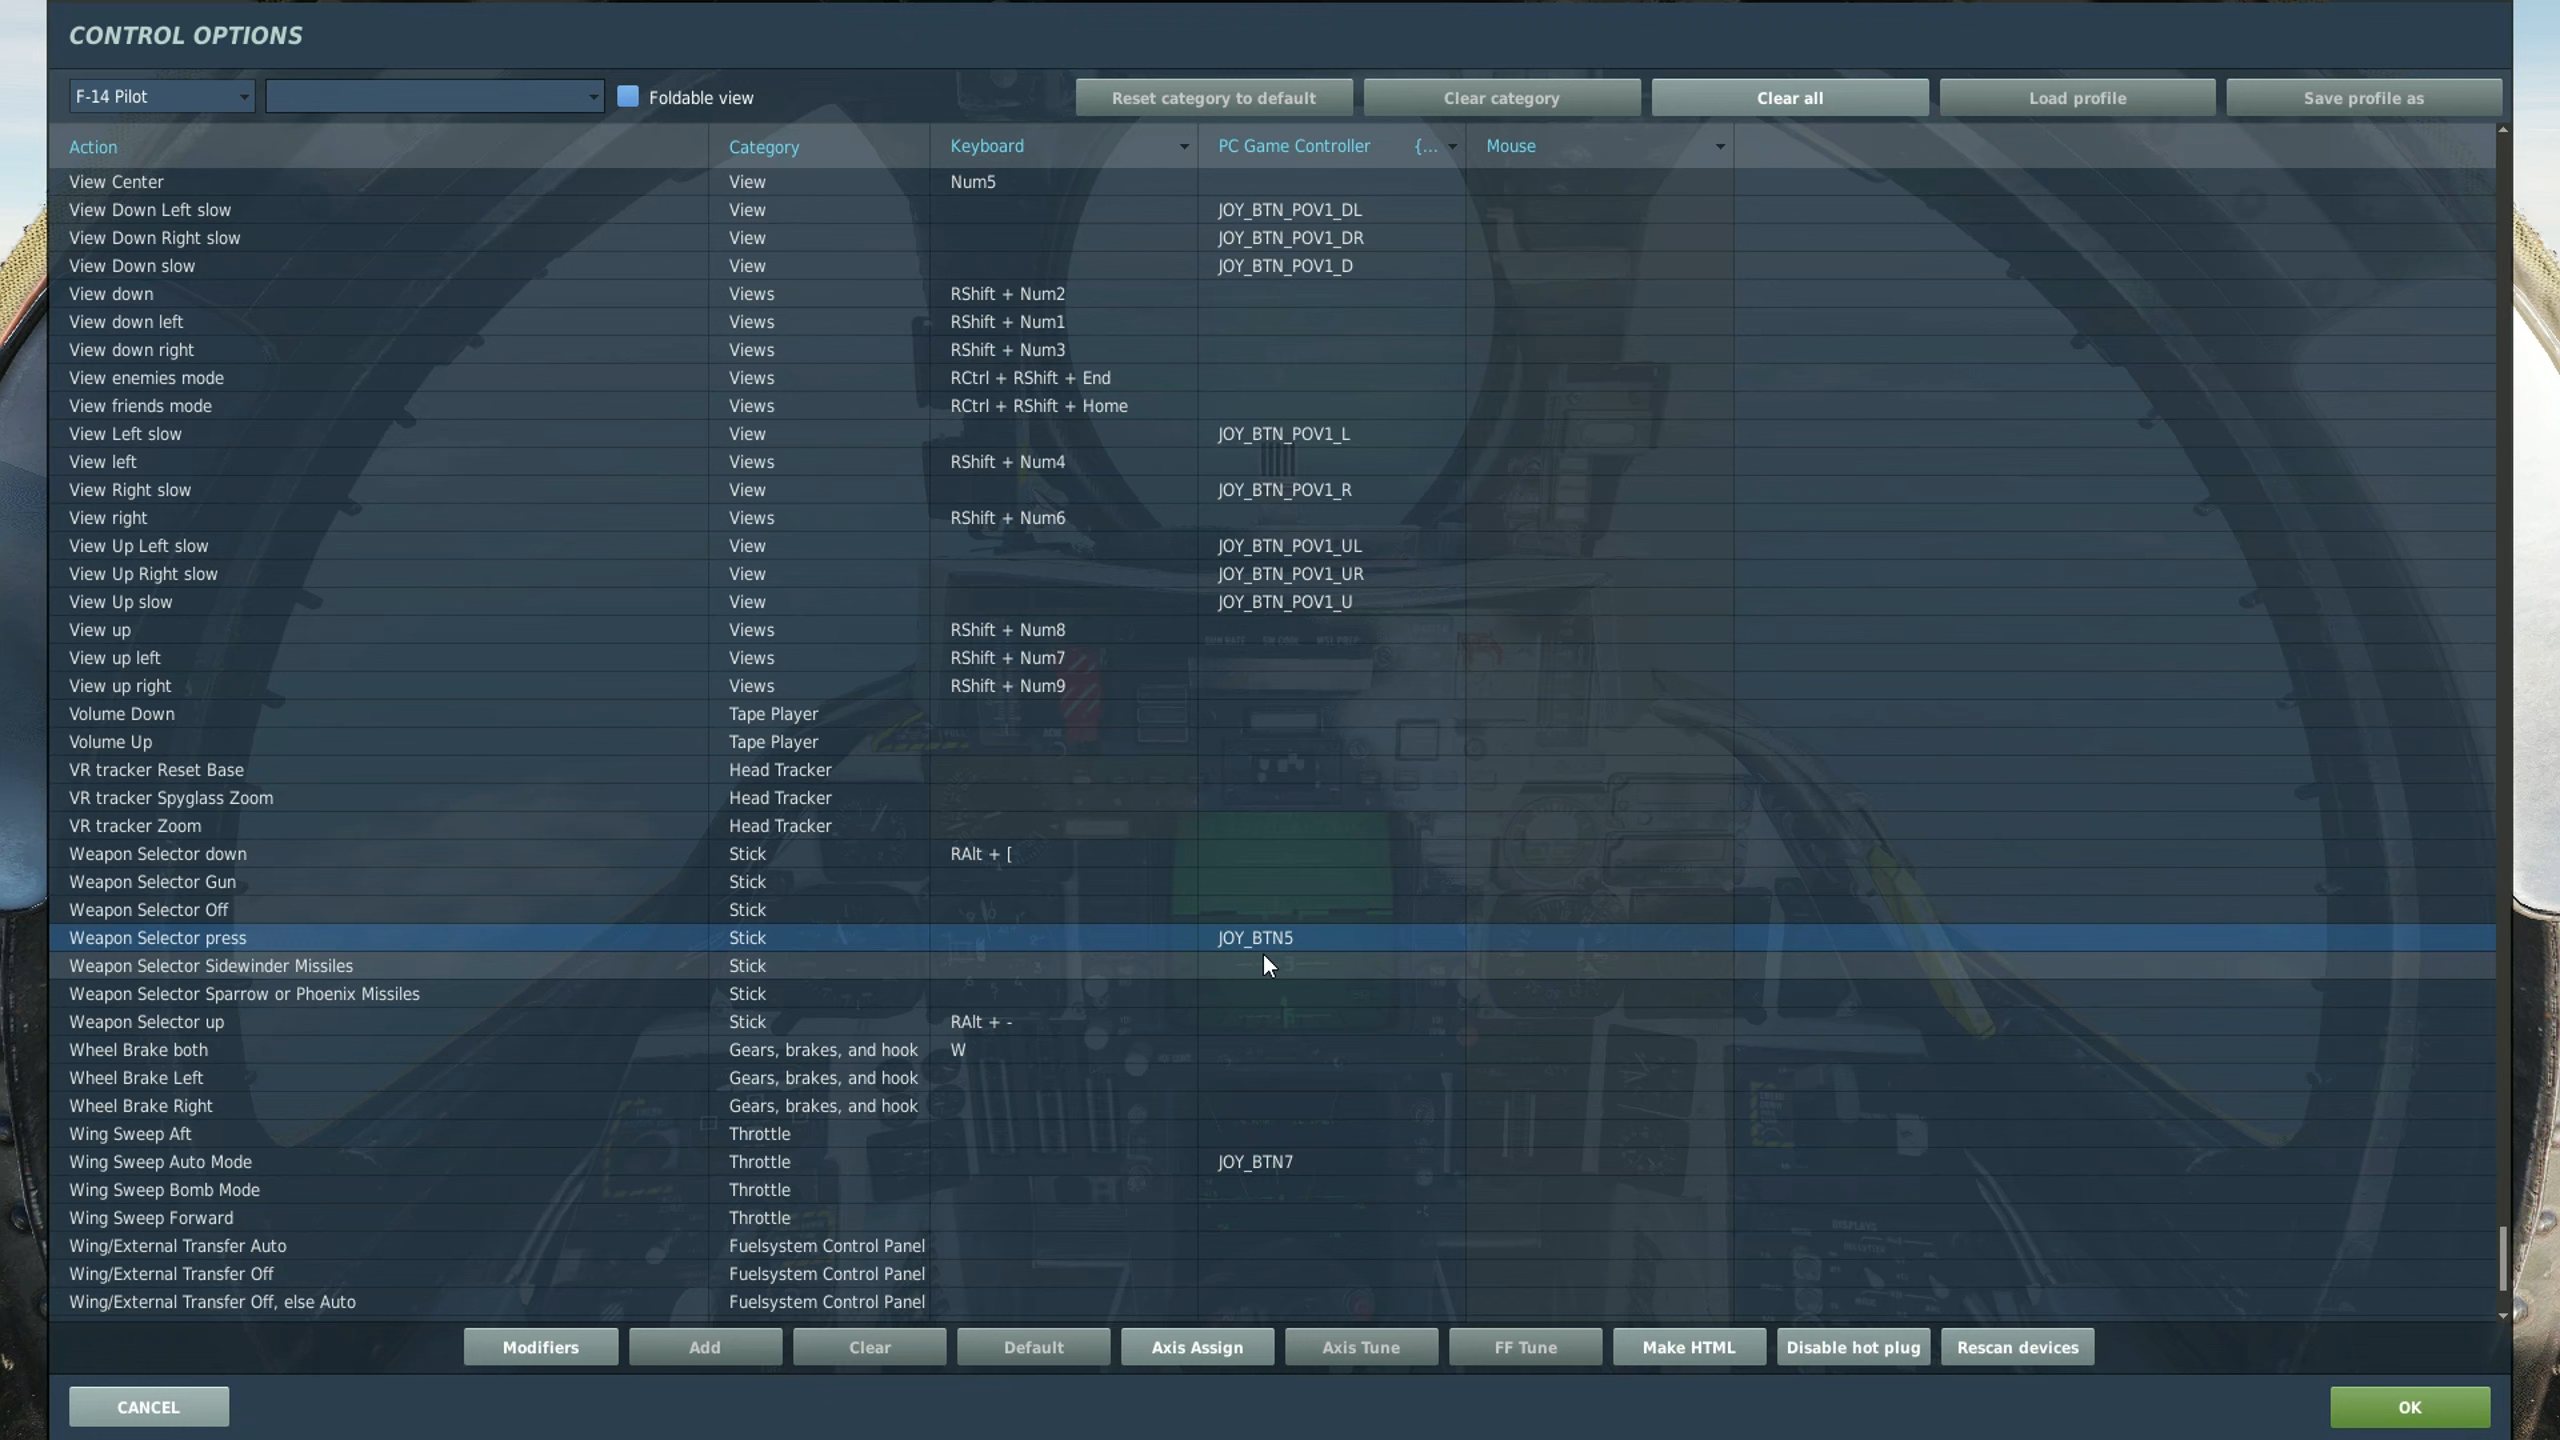 CONTROL OPTIONS
F-14 Pilot Foldable view Reset category to default Clear category Clear all Load profile Save profile as
Action Category Keyboard PC Game Controller {... Mouse
View Center View Num5
View Down Left slow View JOY_BTN_POV1_DL
View Down Right slow View JOY_BTN_POV1_DR
View Down slow View JOY_BTN_POV1_D
View down Views RShift + Num2
View down left Views RShift + Num1
View down right Views RShift + Num3
View enemies mode Views RCtrl + RShift + End
View friends mode Views RCtrl + RShift + Home
View Left slow View JOY_BTN_POV1_L
View left Views RShift + Num4
View Right slow View JOY_BTN_POV1_R
View right Views RShift + Num6
View Up Left slow View JOY_BTN_POV1_UL
View Up Right slow View JOY_BTN_POV1_UR
View Up slow View JOY_BTN_POV1_U
View up Views RShift + Num8
View up left Views RShift + Num7
View up right Views RShift + Num9
Volume Down Tape Player
Volume Up Tape Player
VR tracker Reset Base Head Tracker
VR tracker Spyglass Zoom Head Tracker
VR tracker Zoom Head Tracker
Weapon Selector down Stick RAlt + [
Weapon Selector Gun Stick
Weapon Selector Off Stick
Weapon Selector press Stick JOY_BTN5
Weapon Selector Sidewinder Missiles Stick
Weapon Selector Sparrow or Phoenix Missiles Stick
Weapon Selector up Stick RAlt + -
Wheel Brake both Gears, brakes, and hook W
Wheel Brake Left Gears, brakes, and hook
Wheel Brake Right Gears, brakes, and hook
Wing Sweep Aft Throttle
Wing Sweep Auto Mode Throttle JOY_BTN7
Wing Sweep Bomb Mode Throttle
Wing Sweep Forward Throttle
Wing/External Transfer Auto Fuelsystem Control Panel
Wing/External Transfer Off Fuelsystem Control Panel
Wing/External Transfer Off, else Auto Fuelsystem Control Panel
Modifiers Add Clear Default Axis Assign Axis Tune FF Tune Make HTML Disable hot plug Rescan devices
CANCEL OK